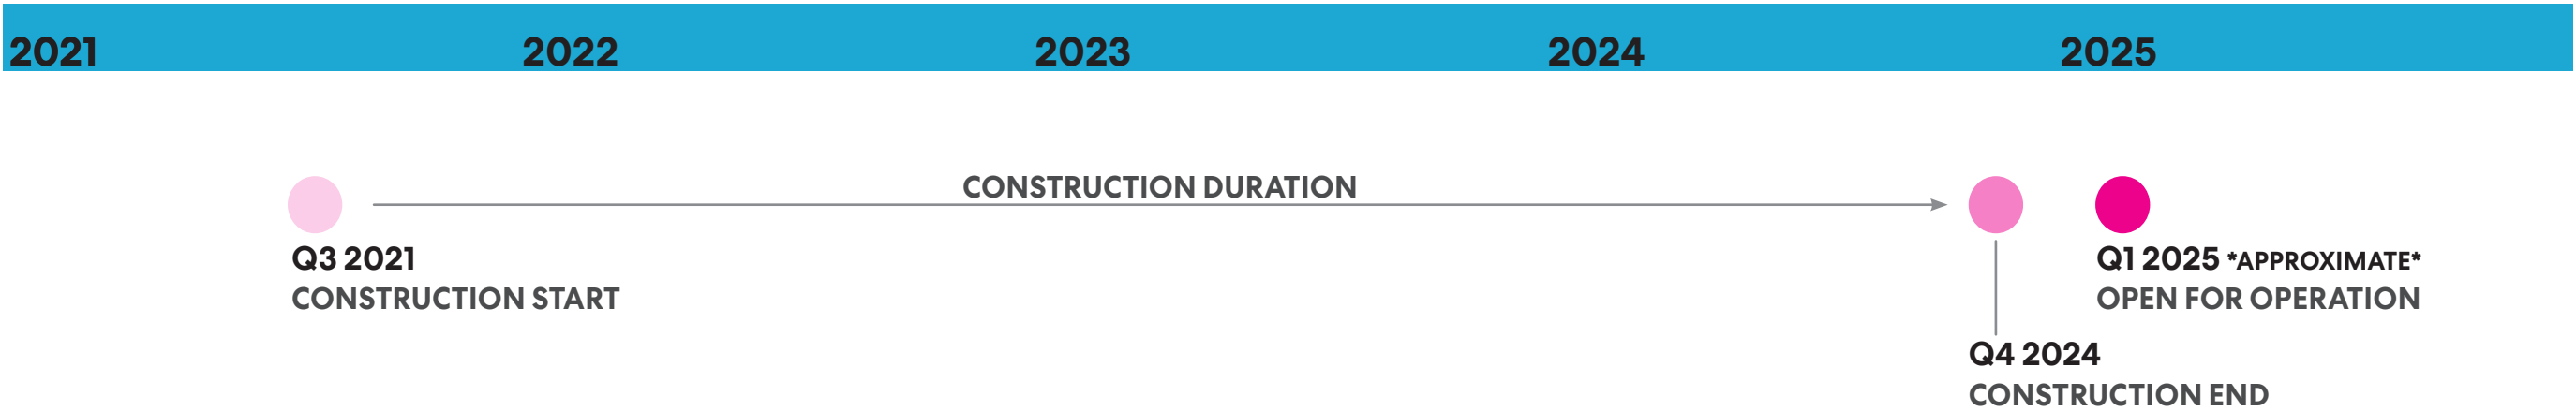 2021 2022 2023 2024 2025
CONSTRUCTION DURATION
Q3 2021
CONSTRUCTION START
Q1 2025 *APPROXIMATE*
OPEN FOR OPERATION
Q4 2024
CONSTRUCTION END